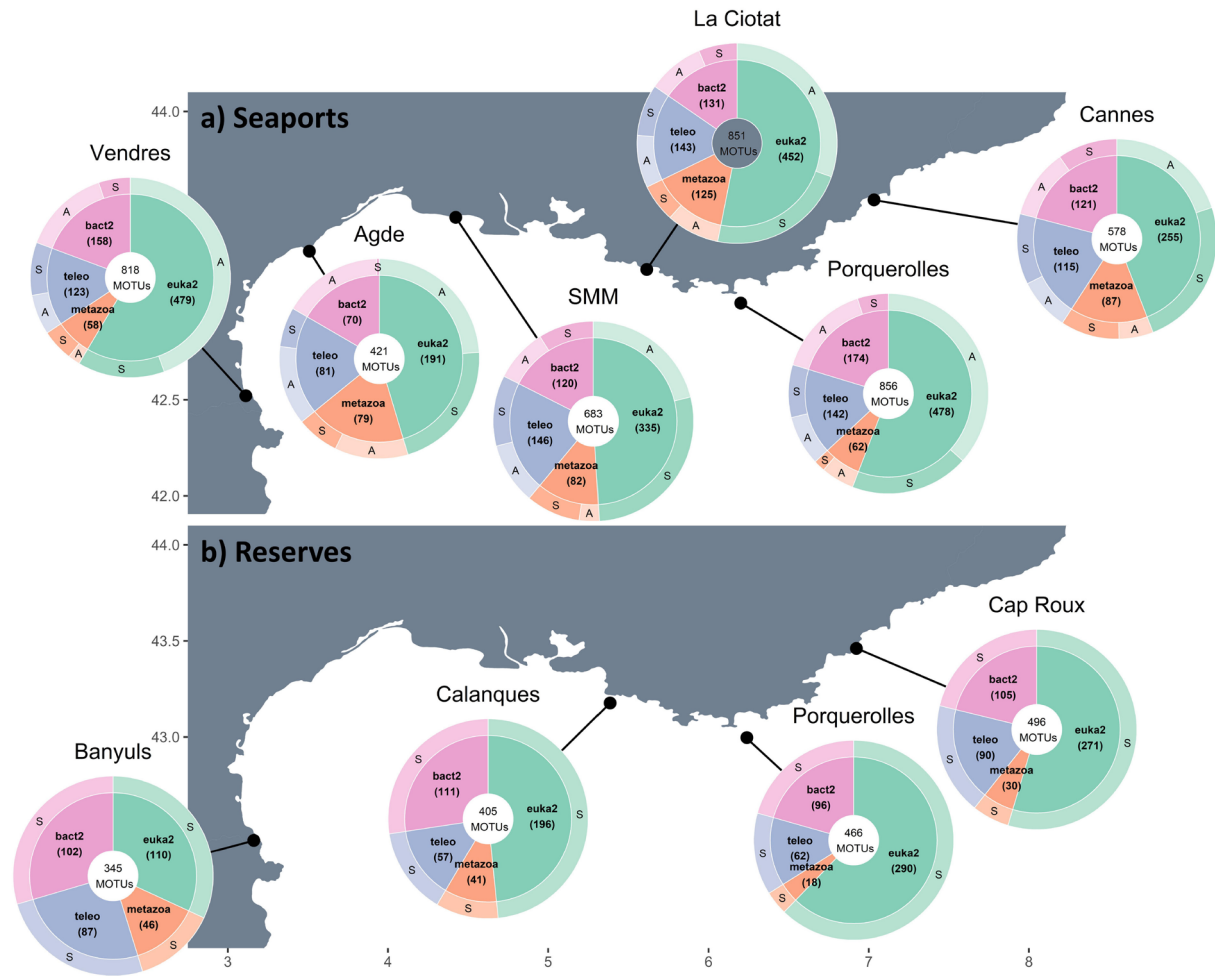 La Ciotat
S
A
A
bact2
(131)
S
teleo
(143)
851
MOTUs
euka2
(452)
A
metazoa
(125)
S
A
S
44.0
a) Seaports
Vendres
S
A
A
bact2
(158)
S
teleo
(123)
818
MOTUs
euka2
(479)
A
metazoa
(58)
S
A
S
Agde
S
A
A
bact2
(70)
S
teleo
(81)
421
MOTUs
euka2
(191)
A
metazoa
(79)
S
A
S
SMM
S
A
A
bact2
(120)
S
teleo
(146)
683
MOTUs
euka2
(335)
A
metazoa
(82)
S
A
S
Porquerolles
S
A
A
bact2
(174)
S
teleo
(142)
856
MOTUs
euka2
(478)
A
metazoa
(62)
S
A
S
Cannes
S
A
A
bact2
(121)
S
teleo
(115)
578
MOTUs
euka2
(255)
A
metazoa
(87)
S
A
S
42.5
42.0
44.0
b) Reserves
43.5
43.0
Banyuls
S
S
bact2
(102)
euka2
(110)
345
MOTUs
teleo
(87)
metazoa
(46)
S
S
Calanques
S
bact2
(111)
405
MOTUs
euka2
(196)
S
teleo
(57)
metazoa
(41)
S
S
Porquerolles
S
bact2
(96)
466
MOTUs
euka2
(290)
S
teleo
(62)
metazoa
(18)
S
S
Cap Roux
S
bact2
(105)
496
MOTUs
euka2
(271)
S
teleo
(90)
metazoa
(30)
S
S
3
4
5
6
7
8